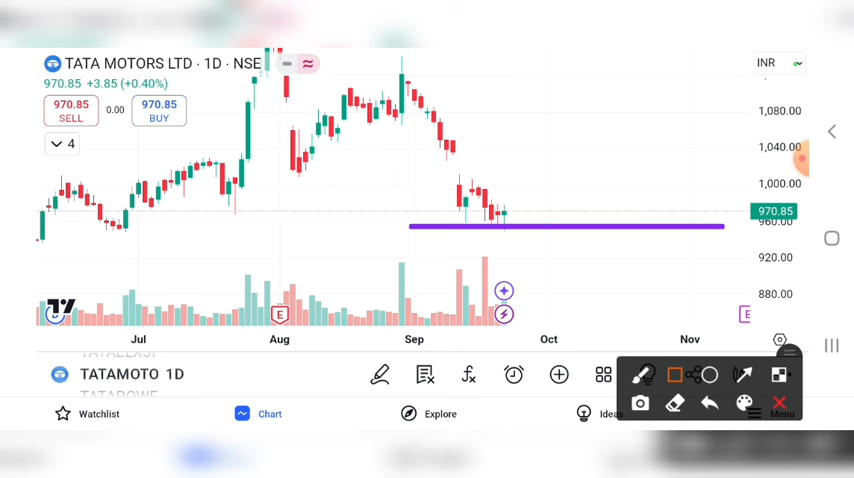 TATA MOTORS LTD · 1D · NSE
INR
970.85 +3.85 (+0.40%)
970.85
SELL
0.00
970.85
BUY
4
1,080.00
1,040.00
1,000.00
970.85
960.00
920.00
880.00
E
E
Jul
Aug
Sep
Oct
Nov
TATAELXSI
TATAMOTO 1D
TATAPOWE
Watchlist
Chart
Explore
Ideas
Menu